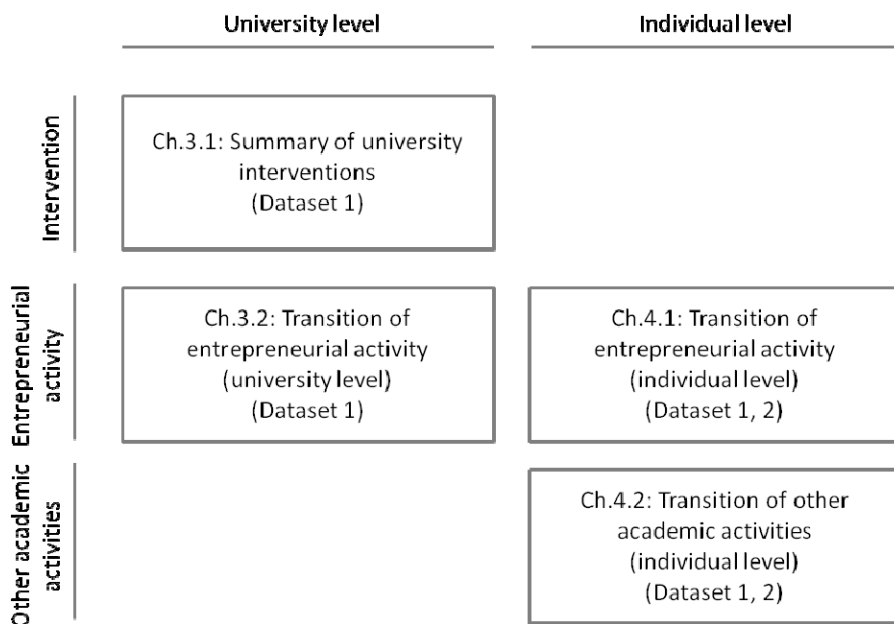 University level
Individual level
Intervention
Ch.3.1: Summary of university
interventions
(Dataset 1)
Entrepreneurial
activity
Ch.3.2: Transition of
entrepreneurial activity
(university level)
(Dataset 1)
Ch.4.1: Transition of
entrepreneurial activity
(individual level)
(Dataset 1, 2)
Other academic
activities
Ch.4.2: Transition of other
academic activities
(individual level)
(Dataset 1, 2)